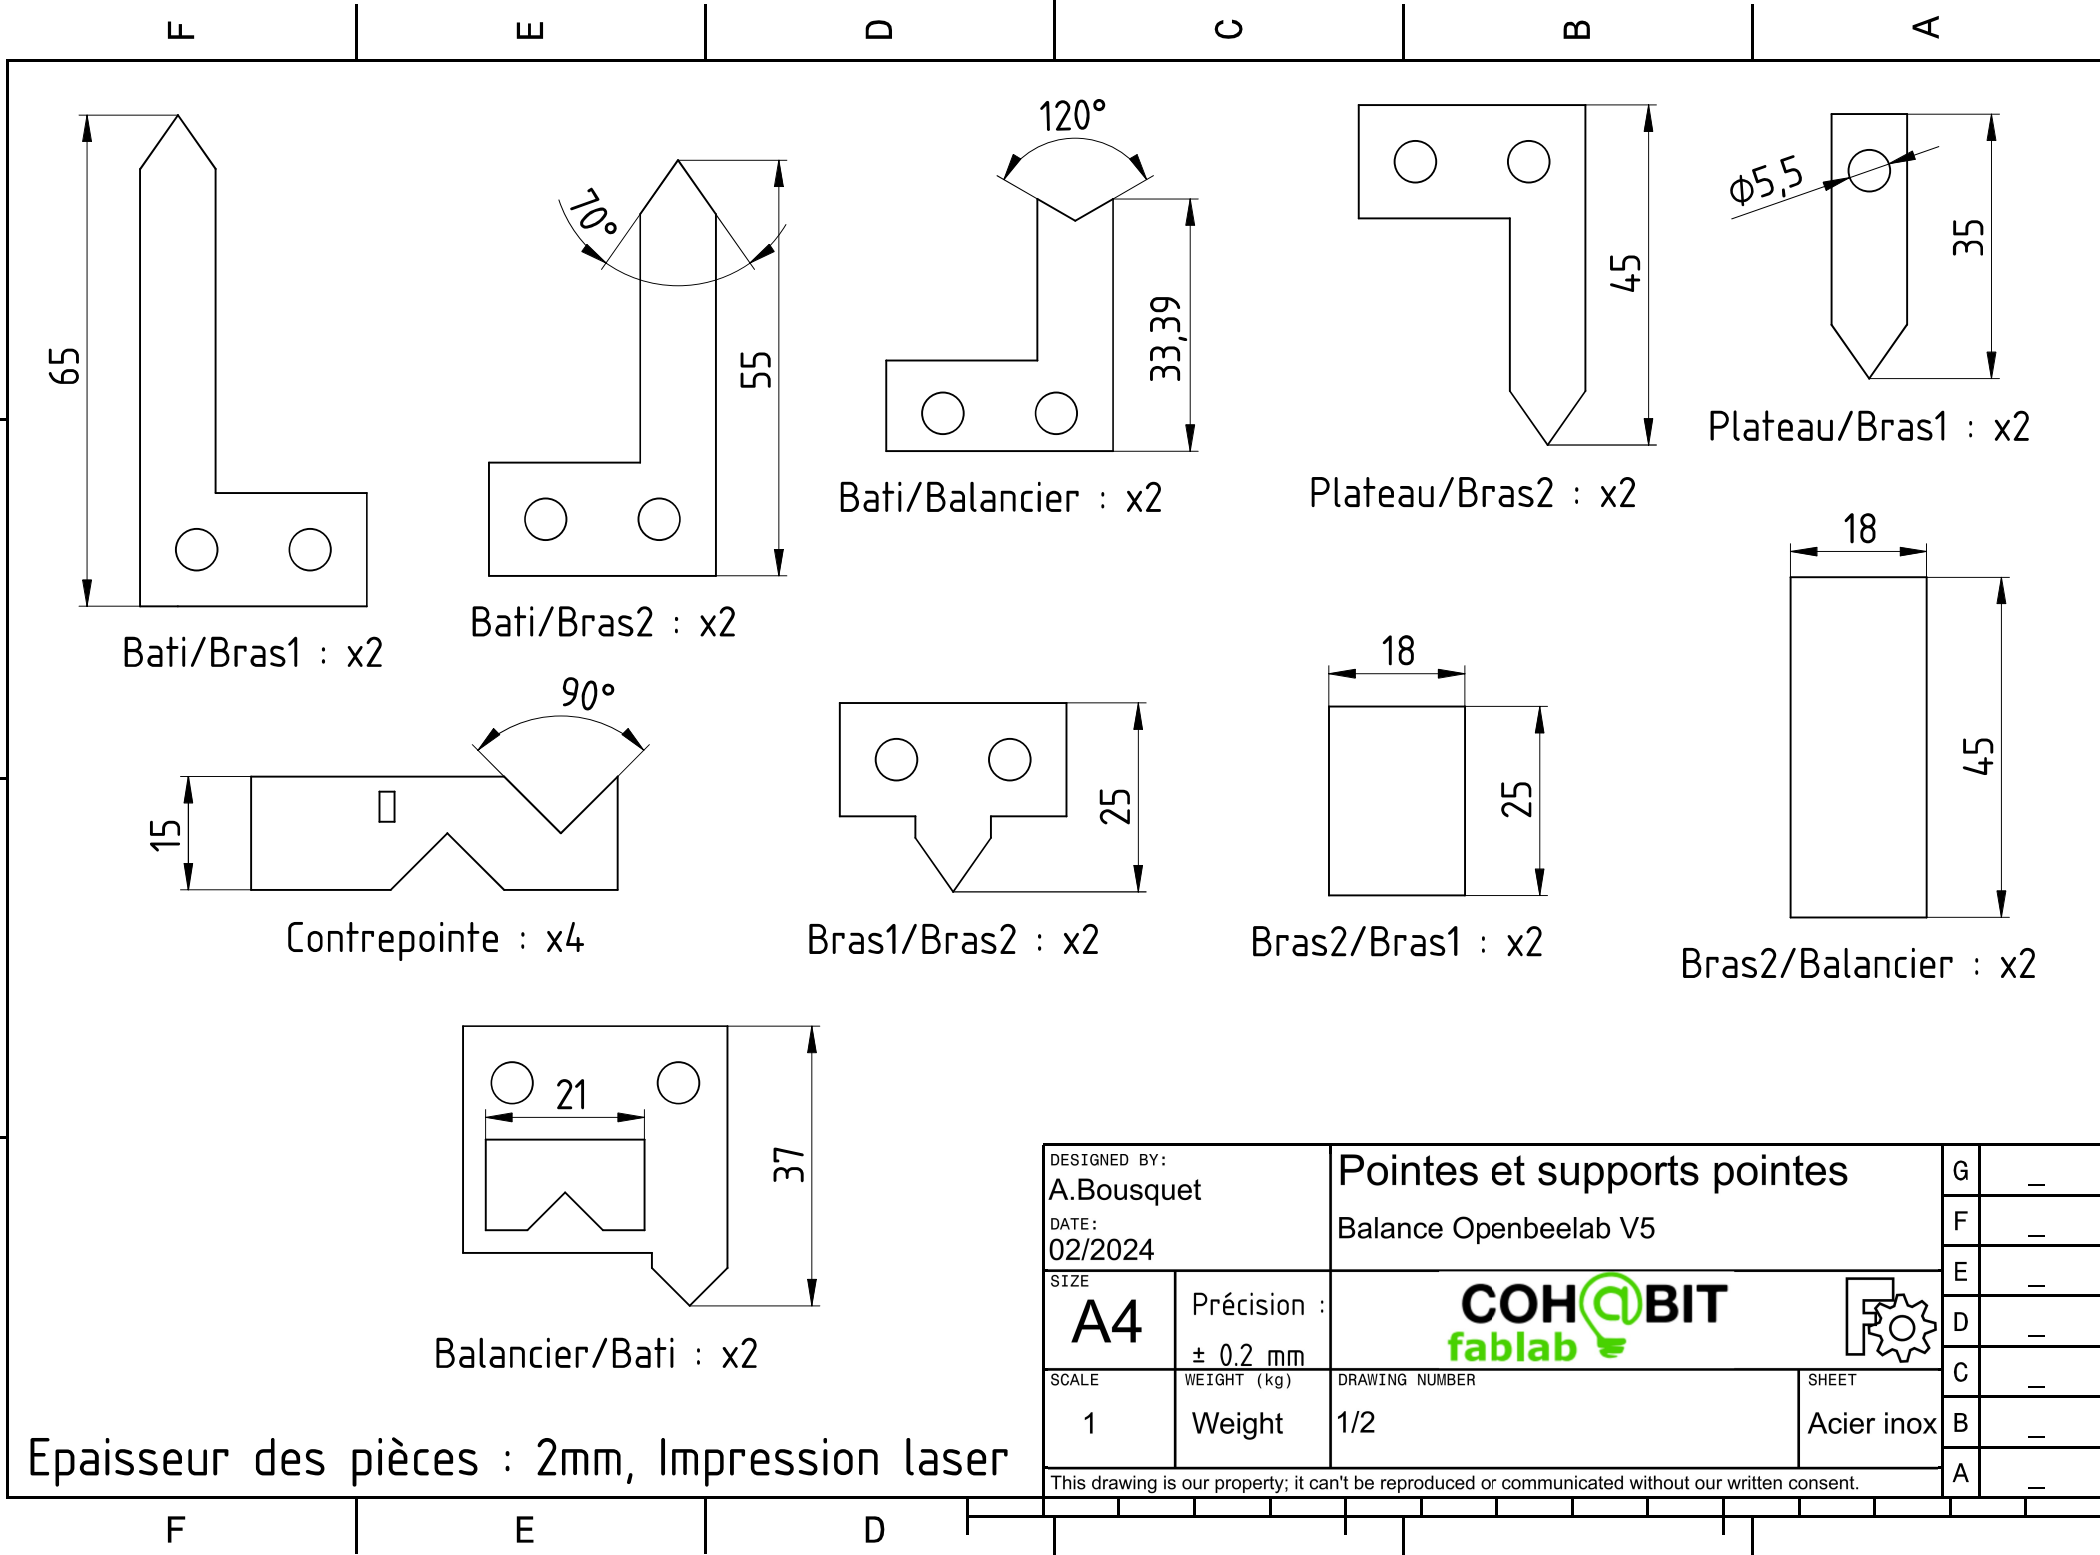 F E D C B A
65
Bati/Bras1 : x2
70°
55
Bati/Bras2 : x2
120°
33,39
Bati/Balancier : x2
45
Plateau/Bras2 : x2
Φ5,5
35
Plateau/Bras1 : x2
90°
15
Contrepointe : x4
25
Bras1/Bras2 : x2
18
25
Bras2/Bras1 : x2
18
45
Bras2/Balancier : x2
21
37
Balancier/Bati : x2
Epaisseur des pièces : 2mm, Impression laser
DESIGNED BY:
A.Bousquet
DATE:
02/2024
Pointes et supports pointes
Balance Openbeelab V5
SIZE
A4
Précision :
± 0.2 mm
COH@BIT
fablab
F
SCALE
1
WEIGHT (kg)
Weight
DRAWING NUMBER
1/2
SHEET
Acier inox
This drawing is our property; it can't be reproduced or communicated without our written consent.
G _
F _
E _
D _
C _
B _
A _
F E D